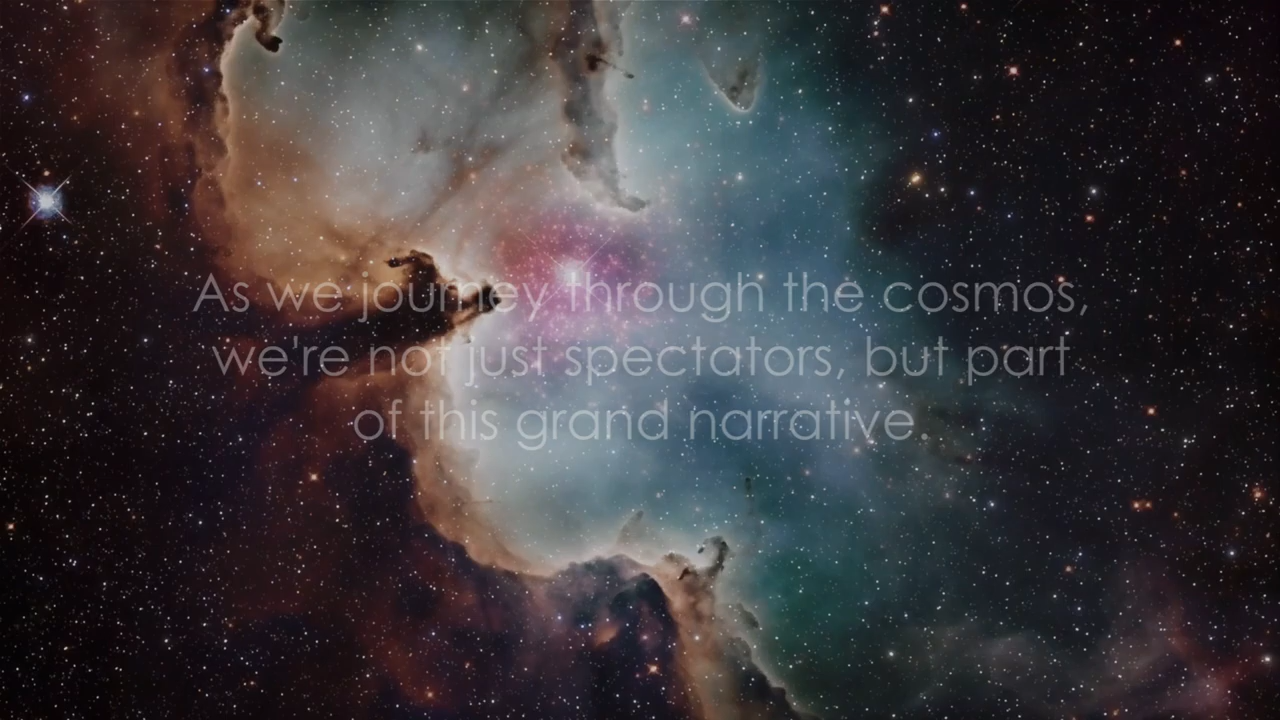 As we journey through the cosmos,
we're not just spectators, but part
of this grand narrative.